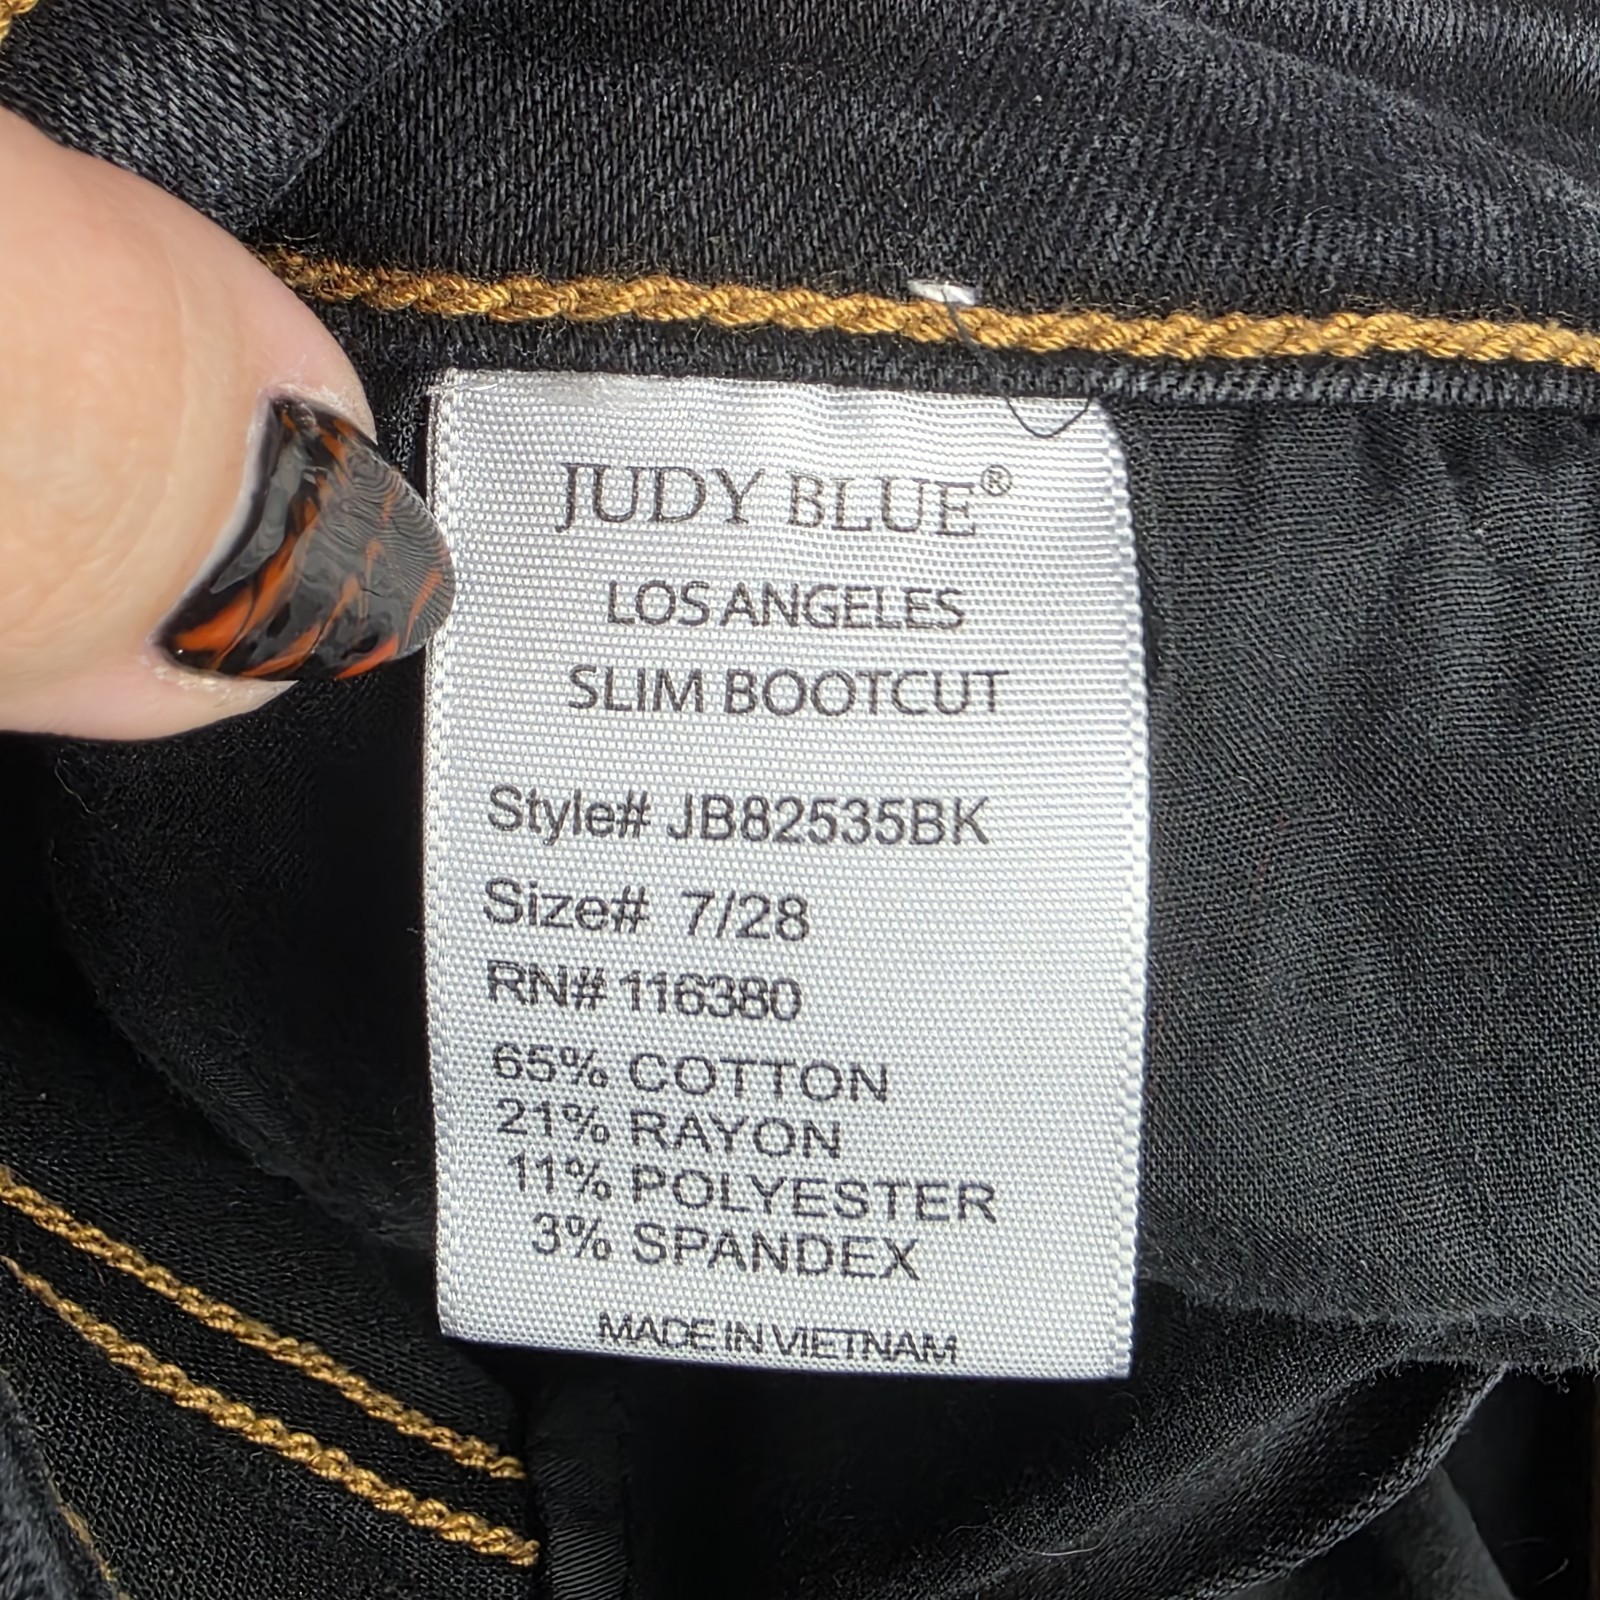 JUDY BLUE®
LOS ANGELES
SLIM BOOTCUT
Style# JB82535BK
Size# 7/28
RN# 116380
65% COTTON
21% RAYON
11% POLYESTER
3% SPANDEX
MADE IN VIETNAM